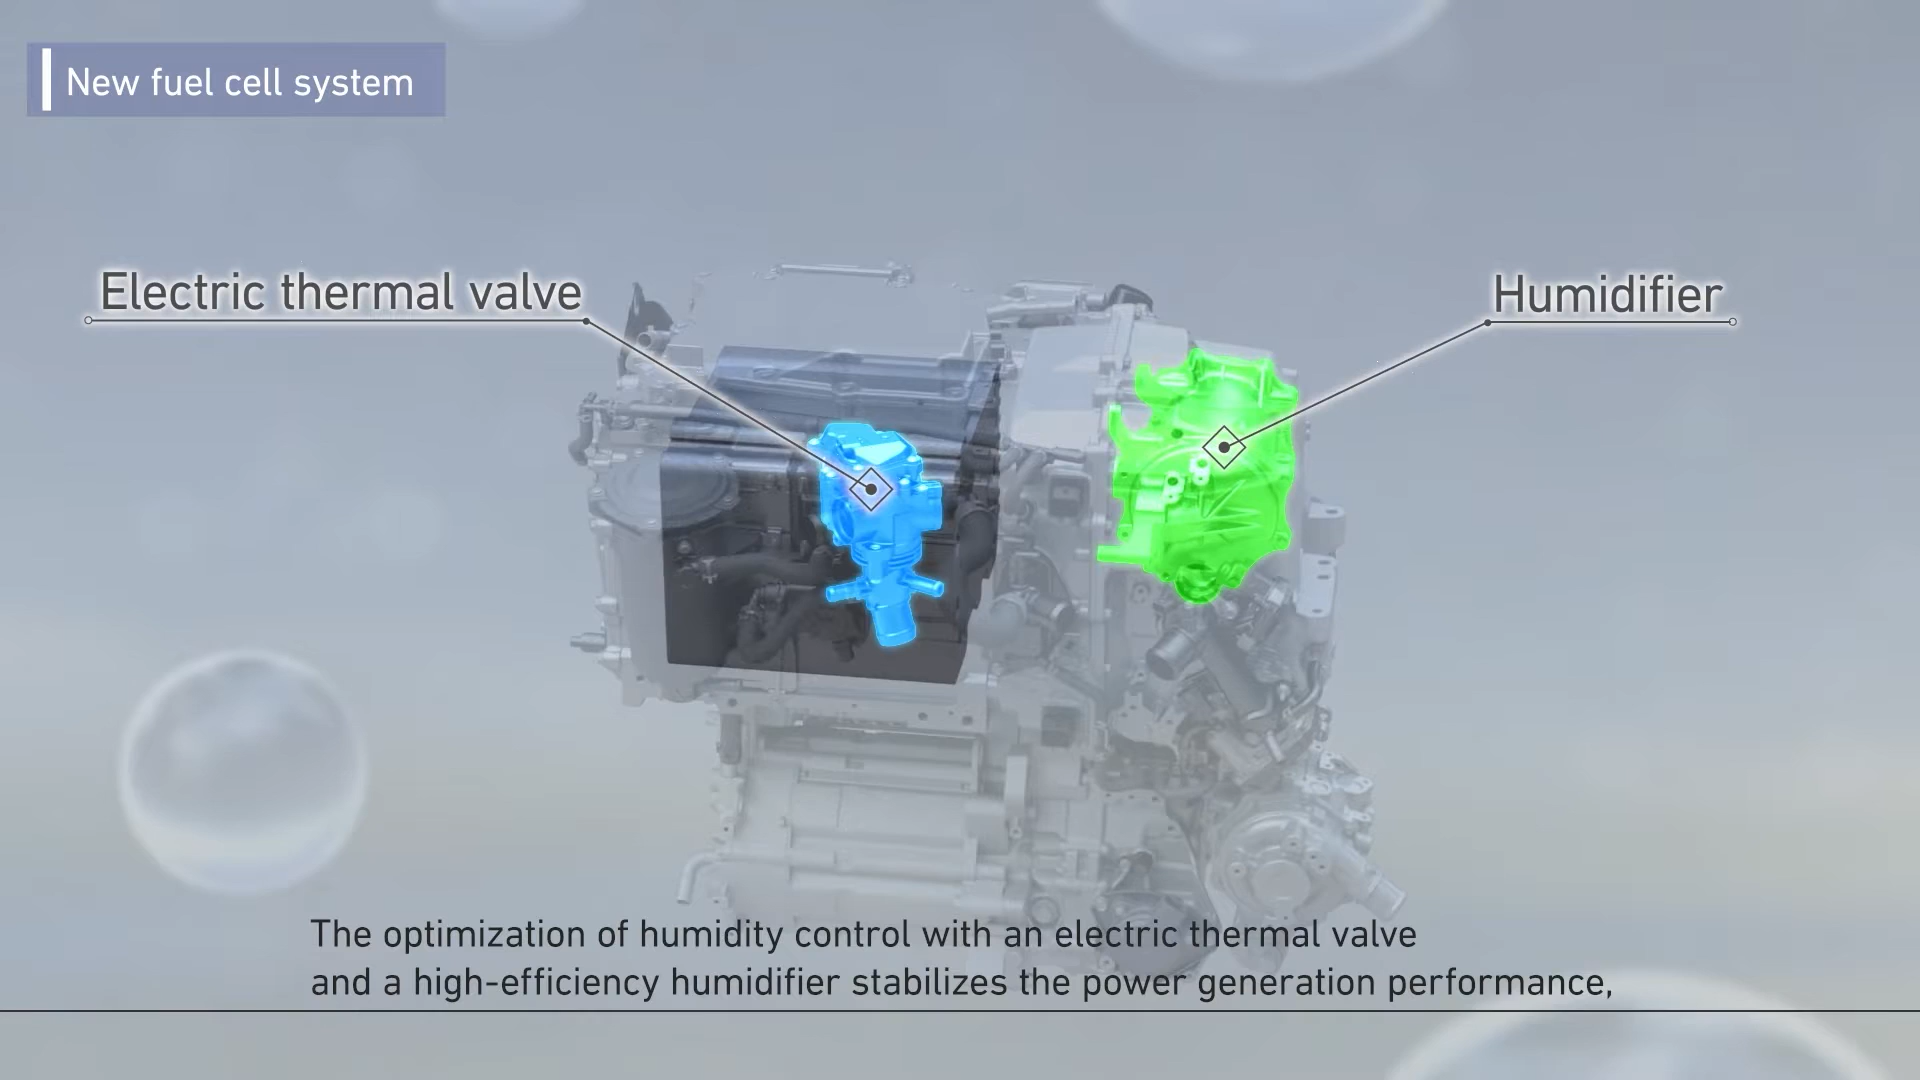 New fuel cell system
Electric thermal valve
Humidifier
The optimization of humidity control with an electric thermal valve
and a high-efficiency humidifier stabilizes the power generation performance,